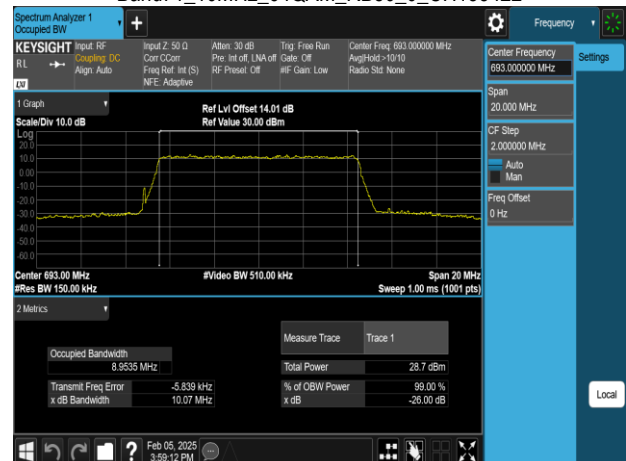 Spectrum Analyzer 1
Occupied BW
Frequency
KEYSIGHT
RL
LXI
Input: RF
Coupling: DC
Align: Auto
Input Z: 50 Ω
Corr CCorr
Freq Ref: Int (S)
NFE: Adaptive
Atten: 30 dB
Pre: Int off, LNA off
RF Preset: Off
Trig: Free Run
Gate: Off
#IF Gain: Low
Center Freq: 693.000000 MHz
Avg|Hold:>10/10
Radio Std: None
Center Frequency
693.000000 MHz
Settings
Span
20.000 MHz
CF Step
2.000000 MHz
Auto
Man
Freq Offset
0 Hz
Local
1 Graph
Scale/Div 10.0 dB
Ref Lvl Offset 14.01 dB
Ref Value 30.00 dBm
Log
20.0
10.0
0.00
-10.0
-20.0
-30.0
-40.0
-50.0
-60.0
Center 693.00 MHz
#Res BW 150.00 kHz
#Video BW 510.00 kHz
Span 20 MHz
Sweep 1.00 ms (1001 pts)
2 Metrics
Measure Trace
Trace 1
Occupied Bandwidth
8.9535 MHz
Total Power
28.7 dBm
Transmit Freq Error
-5.839 kHz
% of OBW Power
99.00 %
x dB Bandwidth
10.07 MHz
x dB
-26.00 dB
Feb 05, 2025
3:59:12 PM